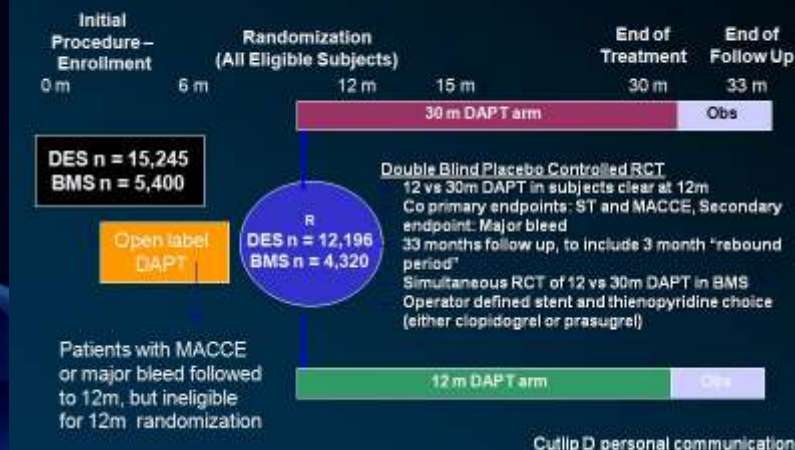 Initial
Procedure –
Enrollment
Randomization
(All Eligible Subjects)
End of
Treatment
End of
Follow Up
0 m
6 m
12 m
15 m
30 m
33 m
30 m DAPT arm
Obs
DES n = 15,245
BMS n = 5,400
Open label
DAPT
R
DES n = 12,196
BMS n = 4,320
Double Blind Placebo Controlled RCT
12 vs 30m DAPT in subjects clear at 12m
Co primary endpoints: ST and MACCE, Secondary
endpoint: Major bleed
33 months follow up, to include 3 month "rebound
period"
Simultaneous RCT of 12 vs 30m DAPT in BMS
Operator defined stent and thienopyridine choice
(either clopidogrel or prasugrel)
Patients with MACCE
or major bleed followed
to 12m, but ineligible
for 12m randomization
12 m DAPT arm
Obs
Cutlip D personal communication